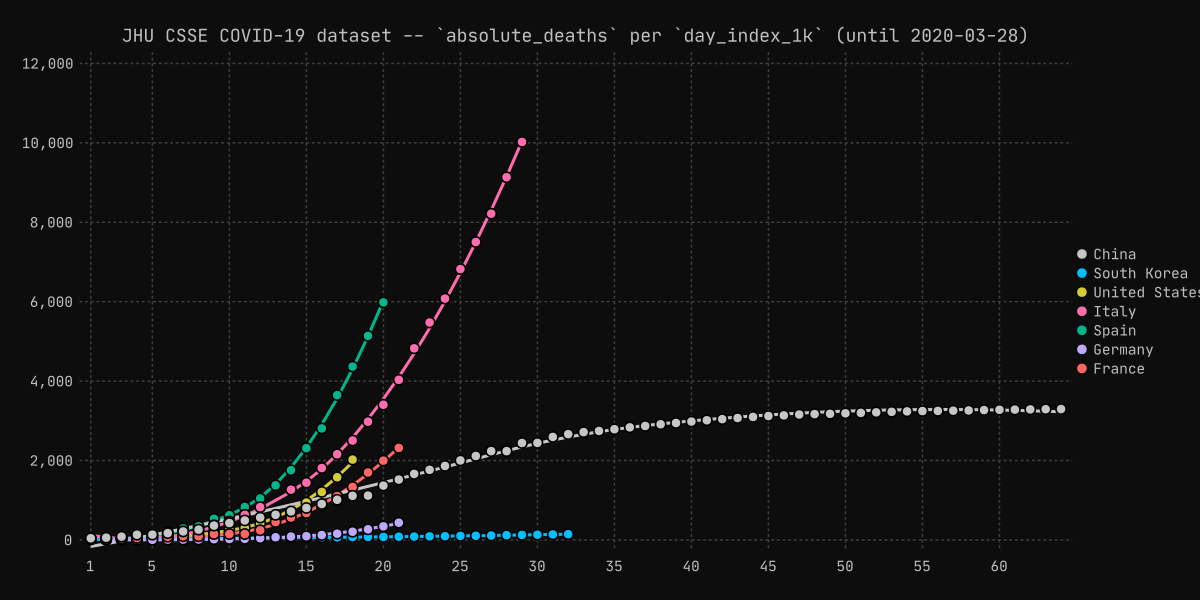 JHU CSSE COVID-19 dataset -- `absolute_deaths` per `day_index_1k` (until 2020-03-28)
12,000
10,000
8,000
6,000
4,000
2,000
0
1 5 10 15 20 25 30 35 40 45 50 55 60
China
South Korea
United States
Italy
Spain
Germany
France